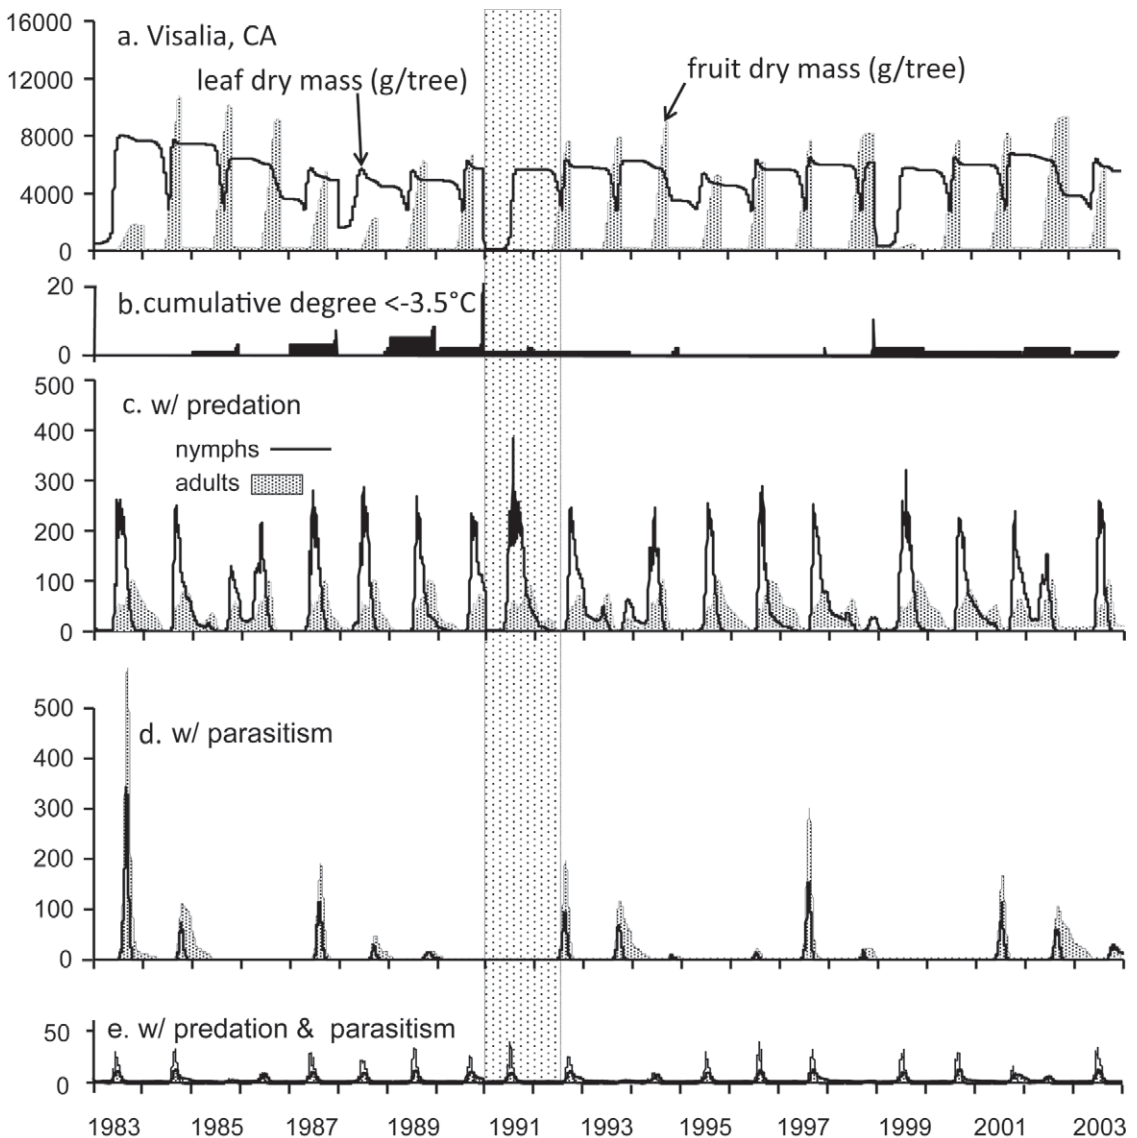 16000
a. Visalia, CA
leaf dry mass (g/tree)
fruit dry mass (g/tree)
12000
8000
4000
0
20
b.cumulative degree <-3.5°C
0
500
c. w/ predation
400
nymphs
adults
300
200
100
0
500
d. w/ parasitism
400
300
200
100
0
50
e. w/ predation & parasitism
0
1983 1985 1987 1989 1991 1993 1995 1997 1999 2001 2003